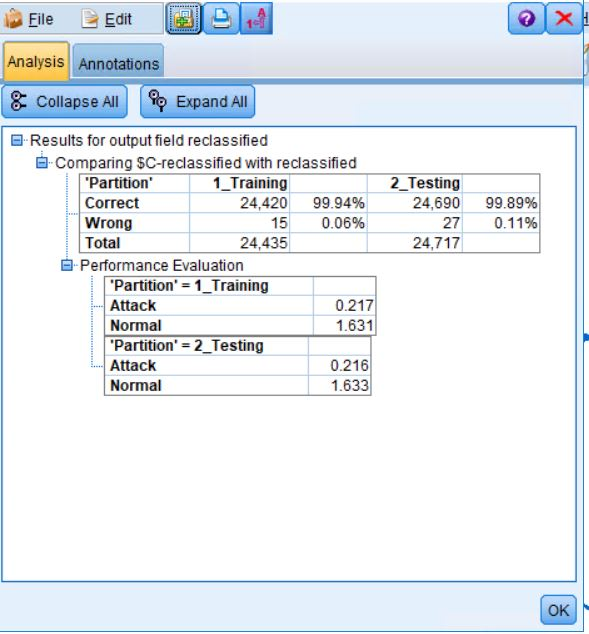 File Edit
Analysis Annotations
Collapse All Expand All
Results for output field reclassified
Comparing $C-reclassified with reclassified
'Partition' 1_Training 2_Testing
Correct 24,420 99.94% 24,690 99.89%
Wrong 15 0.06% 27 0.11%
Total 24,435 24,717
Performance Evaluation
'Partition' = 1_Training
Attack 0.217
Normal 1.631
'Partition' = 2_Testing
Attack 0.216
Normal 1.633
OK